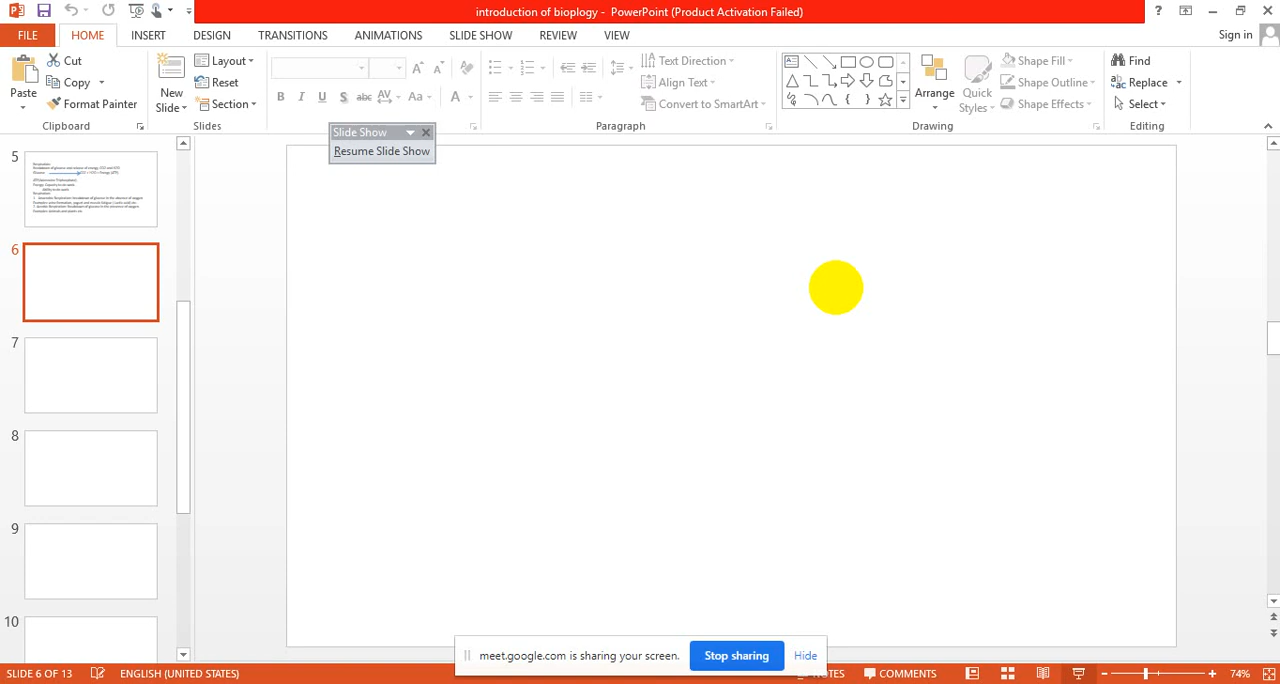 introduction of bioplogy - PowerPoint (Product Activation Failed)
FILE HOME INSERT DESIGN TRANSITIONS ANIMATIONS SLIDE SHOW REVIEW VIEW Sign in
Paste
Cut
Copy
Format Painter
Clipboard
New Slide
Layout
Reset
Section
Slides
B I U S abc AV Aa A
Text Direction
Align Text
Convert to SmartArt
Paragraph
Arrange
Quick Styles
Shape Fill
Shape Outline
Shape Effects
Drawing
Find
Replace
Select
Editing
Slide Show
Resume Slide Show
5
6
7
8
9
10
meet.google.com is sharing your screen. Stop sharing Hide
SLIDE 6 OF 13 ENGLISH (UNITED STATES) NOTES COMMENTS 74%